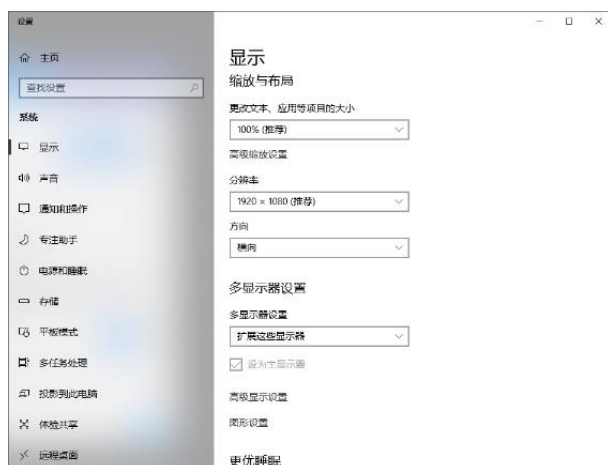 设置
主页
查找设置
系统
显示
声音
通知和操作
专注助手
电源和睡眠
存储
平板模式
多任务处理
投影到此电脑
体验共享
远程桌面
显示
缩放与布局
更改文本、应用等项目的大小
100% (推荐)
高级缩放设置
分辨率
1920 × 1080 (推荐)
方向
横向
多显示器设置
多显示器设置
扩展这些显示器
设为主显示器
高级显示设置
图形设置
更优睡眠